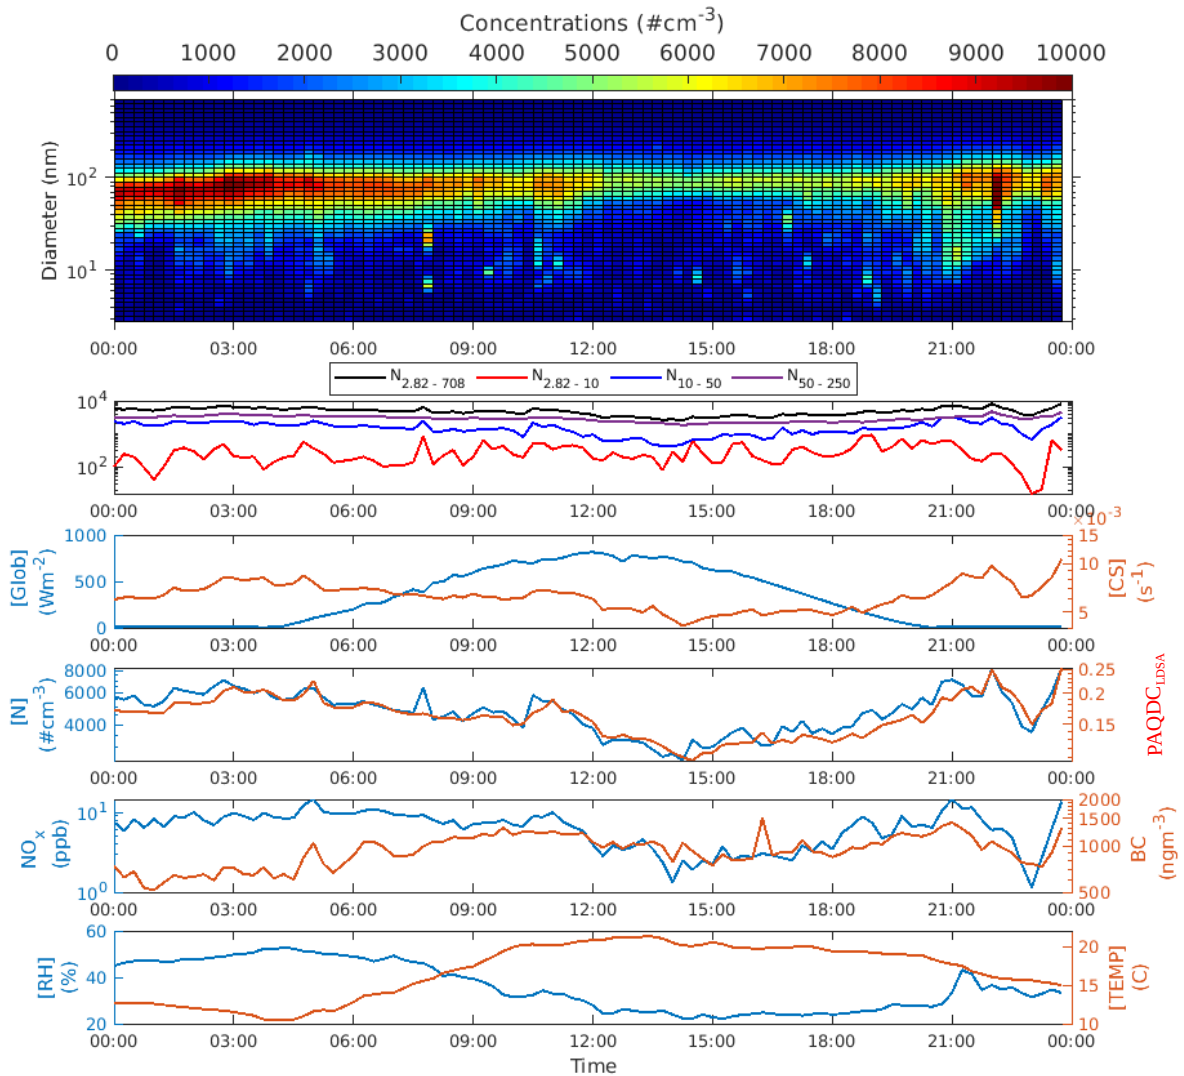 Concentrations (#cm-3)
0 1000 2000 3000 4000 5000 6000 7000 8000 9000 10000
Diameter (nm)
102
101
00:00 03:00 06:00 09:00 12:00 15:00 18:00 21:00 00:00
N2.82 - 708 N2.82 - 10 N10 - 50 N50 - 250
104
102
00:00 03:00 06:00 09:00 12:00 15:00 18:00 21:00 00:00
×10-3
[Glob]
(Wm-2)
1000
500
0
15
10
5
[CS]
(s-1)
00:00 03:00 06:00 09:00 12:00 15:00 18:00 21:00 00:00
[N]
(#cm-3)
8000
6000
4000
0.25
0.2
0.15
PAQDCLDSA
00:00 03:00 06:00 09:00 12:00 15:00 18:00 21:00 00:00
NOx
(ppb)
101
100
2000
1500
1000
500
BC
(ngm-3)
00:00 03:00 06:00 09:00 12:00 15:00 18:00 21:00 00:00
[RH]
(%)
60
40
20
20
15
10
[TEMP]
(C)
00:00 03:00 06:00 09:00 12:00 15:00 18:00 21:00 00:00
Time